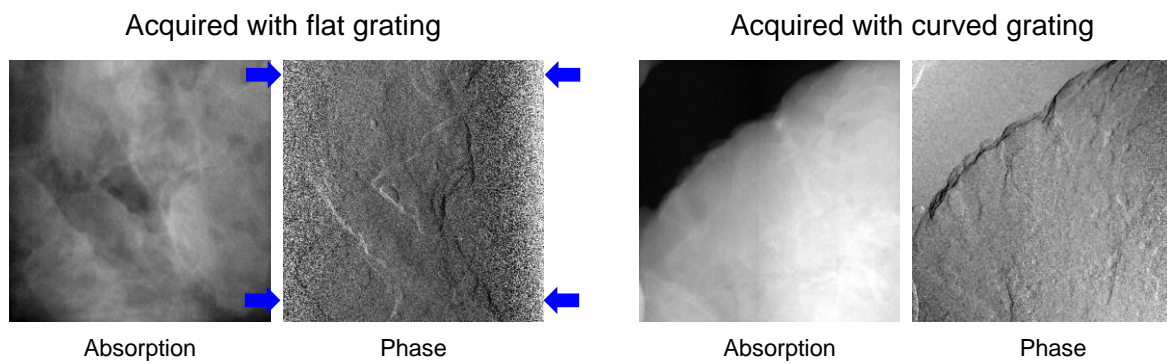 Acquired with flat grating
Acquired with curved grating
Absorption
Phase
Absorption
Phase